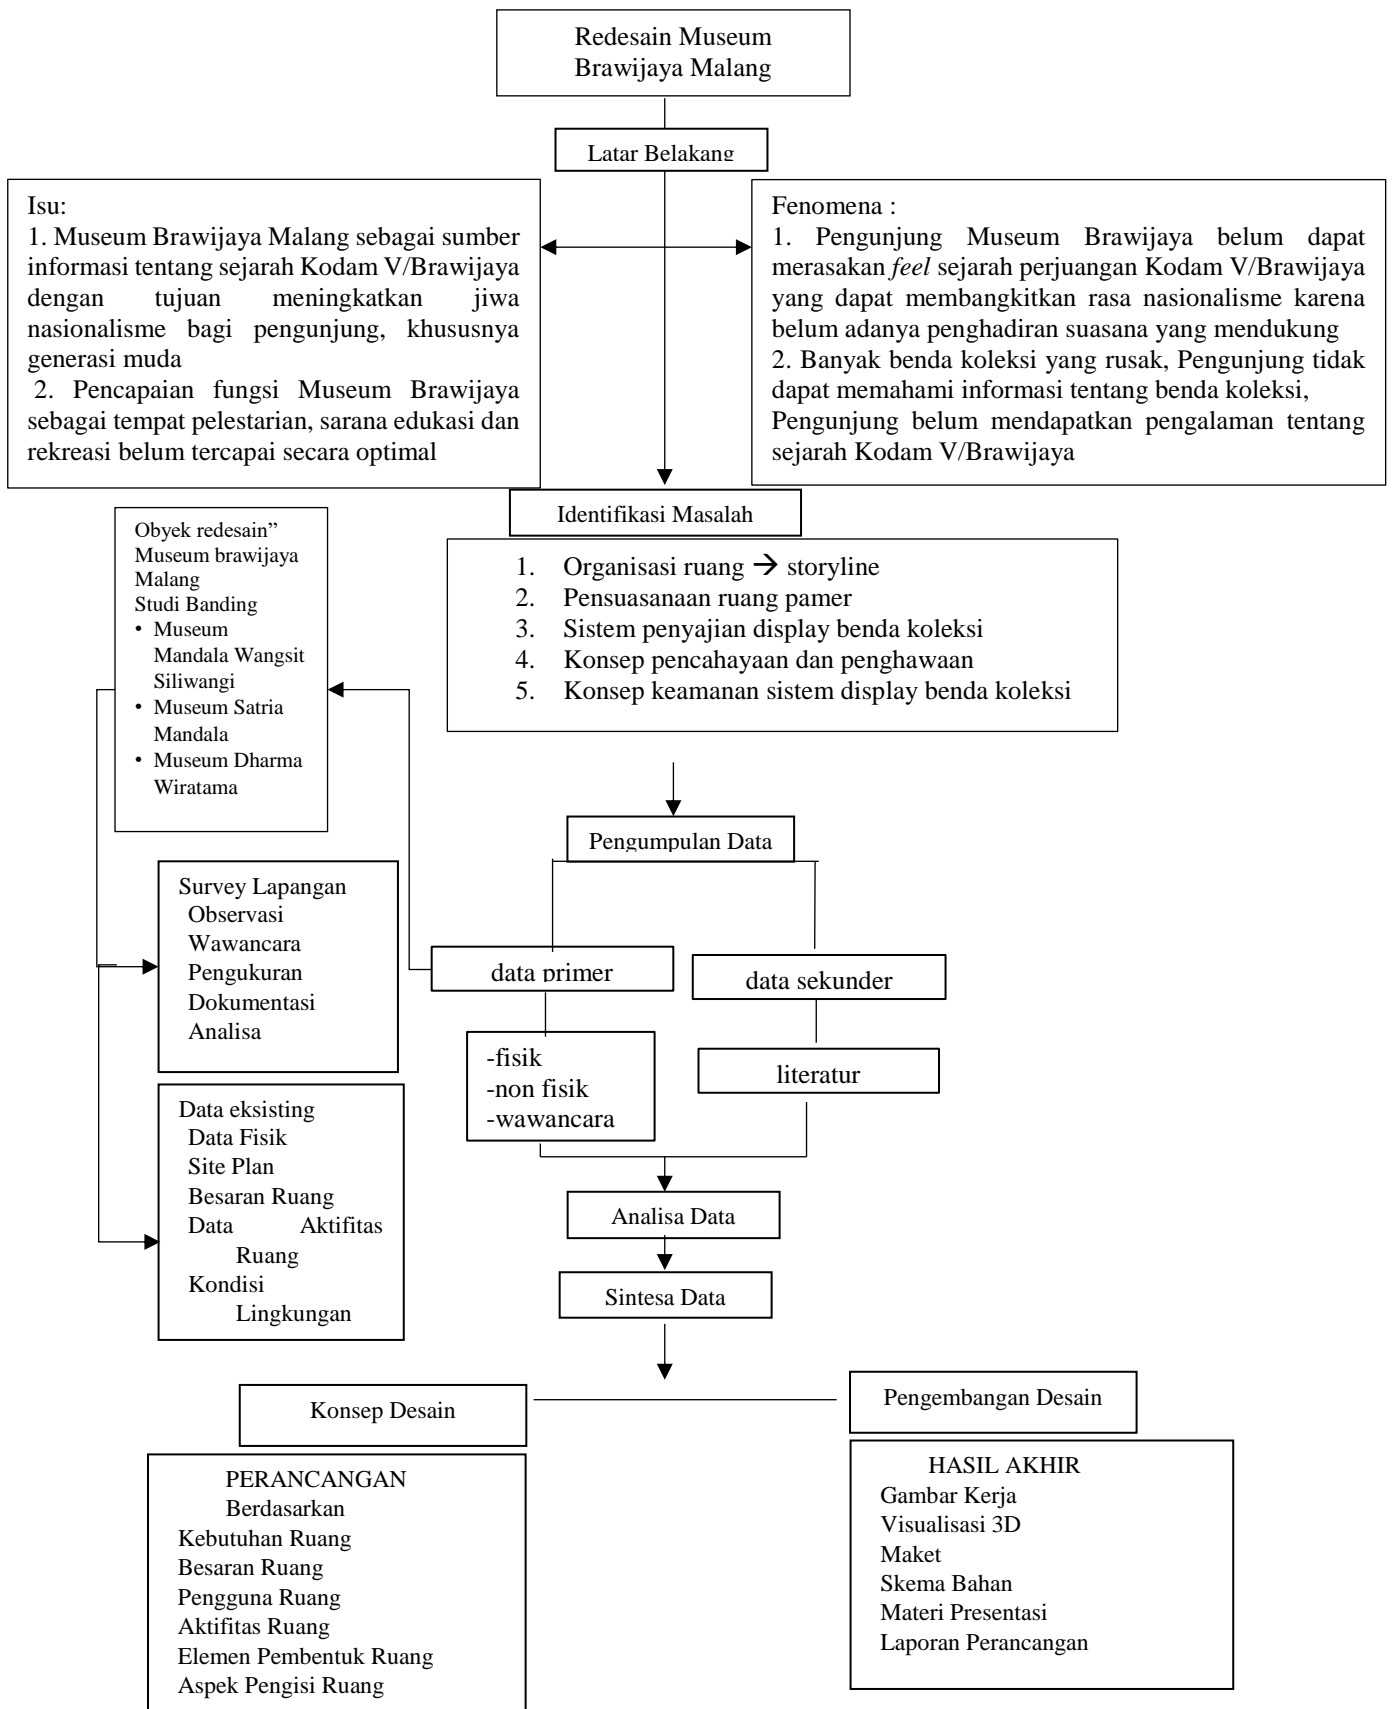 Redesain Museum
Brawijaya Malang
Latar Belakang
Isu:
1. Museum Brawijaya Malang sebagai sumber
informasi tentang sejarah Kodam V/Brawijaya
dengan tujuan meningkatkan jiwa
nasionalisme bagi pengunjung, khususnya
generasi muda
2. Pencapaian fungsi Museum Brawijaya
sebagai tempat pelestarian, sarana edukasi dan
rekreasi belum tercapai secara optimal
Fenomena :
1. Pengunjung Museum Brawijaya belum dapat
merasakan feel sejarah perjuangan Kodam V/Brawijaya
yang dapat membangkitkan rasa nasionalisme karena
belum adanya penghadiran suasana yang mendukung
2. Banyak benda koleksi yang rusak, Pengunjung tidak
dapat memahami informasi tentang benda koleksi,
Pengunjung belum mendapatkan pengalaman tentang
sejarah Kodam V/Brawijaya
Identifikasi Masalah
1. Organisasi ruang → storyline
2. Pensuasanaan ruang pamer
3. Sistem penyajian display benda koleksi
4. Konsep pencahayaan dan penghawaan
5. Konsep keamanan sistem display benda koleksi
Obyek redesain”
Museum brawijaya
Malang
Studi Banding
• Museum
Mandala Wangsit
Siliwangi
• Museum Satria
Mandala
• Museum Dharma
Wiratama
Pengumpulan Data
Survey Lapangan
Observasi
Wawancara
Pengukuran
Dokumentasi
Analisa
data primer
data sekunder
-fisik
-non fisik
-wawancara
literatur
Data eksisting
Data Fisik
Site Plan
Besaran Ruang
Data Aktifitas
Ruang
Kondisi
Lingkungan
Analisa Data
Sintesa Data
Konsep Desain
Pengembangan Desain
PERANCANGAN
Berdasarkan
Kebutuhan Ruang
Besaran Ruang
Pengguna Ruang
Aktifitas Ruang
Elemen Pembentuk Ruang
Aspek Pengisi Ruang
HASIL AKHIR
Gambar Kerja
Visualisasi 3D
Maket
Skema Bahan
Materi Presentasi
Laporan Perancangan